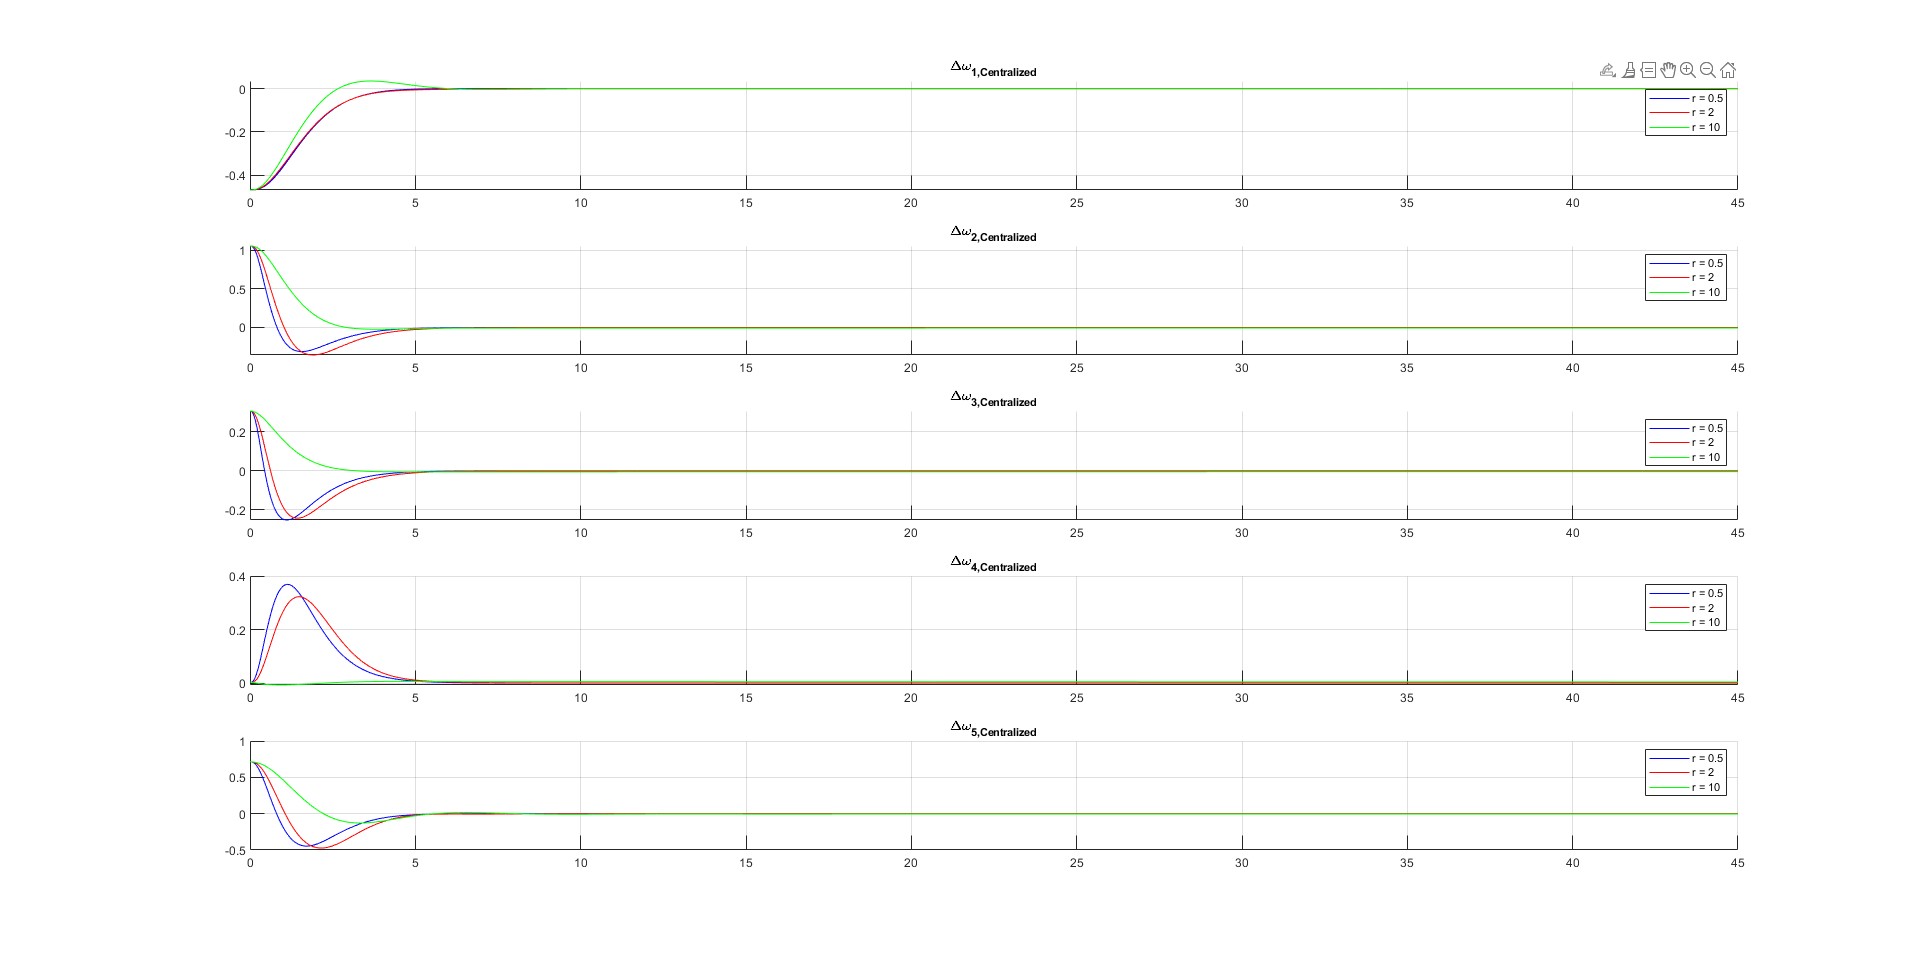 Δω1,Centralized
0
-0.2
-0.4
r = 0.5
r = 2
r = 10
0 5 10 15 20 25 30 35 40 45
Δω2,Centralized
1
0.5
0
r = 0.5
r = 2
r = 10
0 5 10 15 20 25 30 35 40 45
Δω3,Centralized
0.2
0
-0.2
r = 0.5
r = 2
r = 10
0 5 10 15 20 25 30 35 40 45
Δω4,Centralized
0.4
0.2
0
r = 0.5
r = 2
r = 10
0 5 10 15 20 25 30 35 40 45
Δω5,Centralized
1
0.5
0
-0.5
r = 0.5
r = 2
r = 10
0 5 10 15 20 25 30 35 40 45